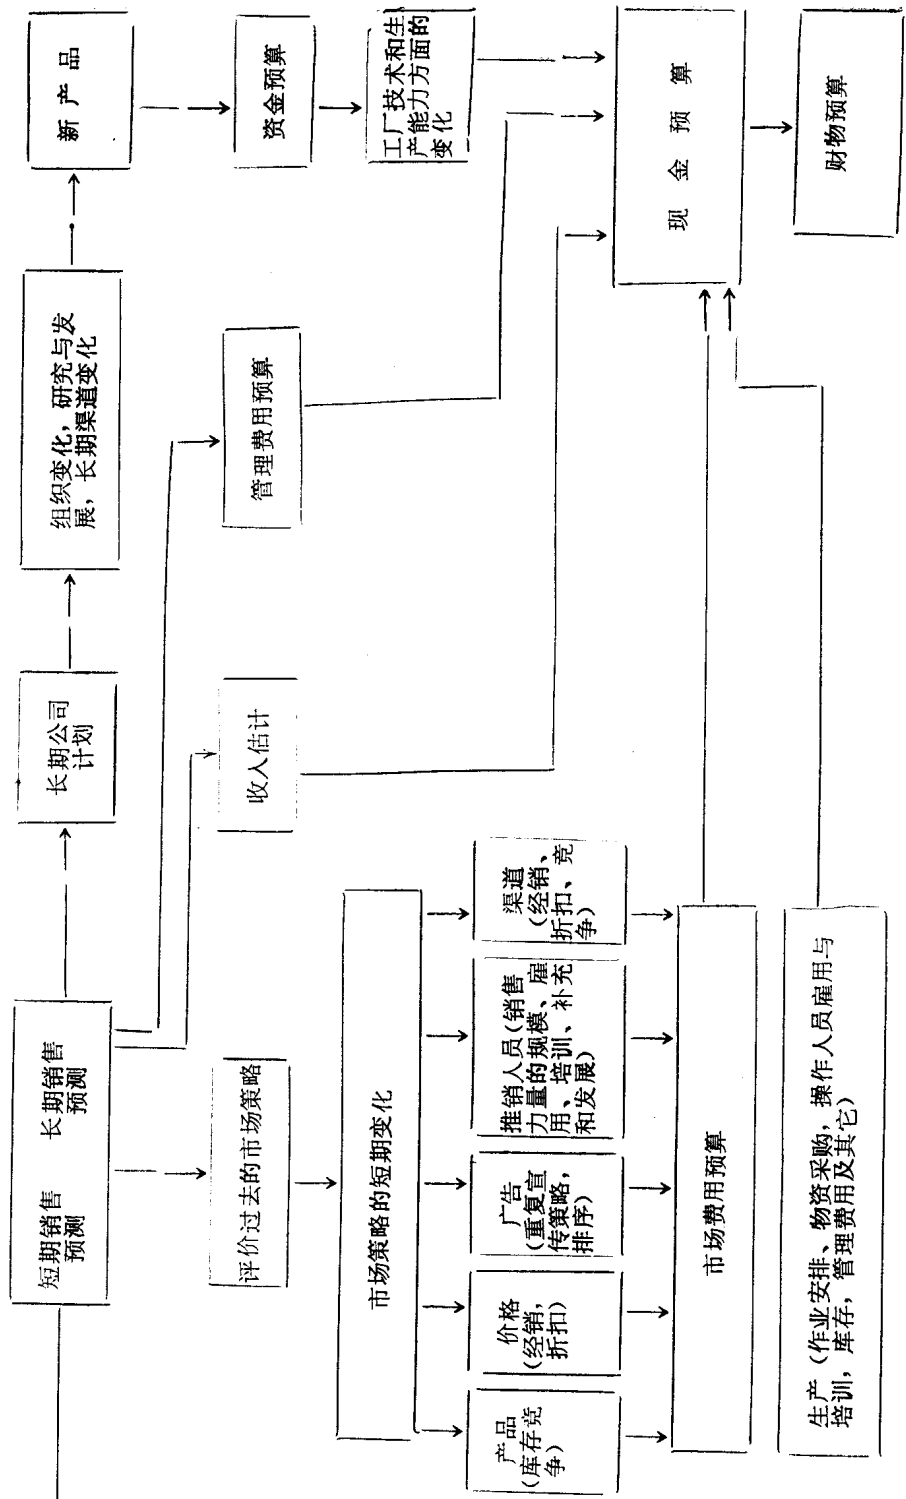 短期销售
预测
长期销售
预测
长期公司
计划
组织变化，研究与发
展，长期渠道变化
新产品
评价过去的市场策略
收入估计
管理费用预算
资金预算
市场策略的短期变化
工厂技术和生
产能力方面的
变化
产品
(库存竞
争)
价格
(经销，
折扣)
广告
(重复宣
传策略，
排序)
推销人员(销售
力量的规模、雇
用、培训、补充
和发展)
渠道
(经销、
折扣、竞
争)
现金预算
市场费用预算
生产 (作业安排、物资采购，操作人员雇用与
培训，库存，管理费用及其它)
财物预算